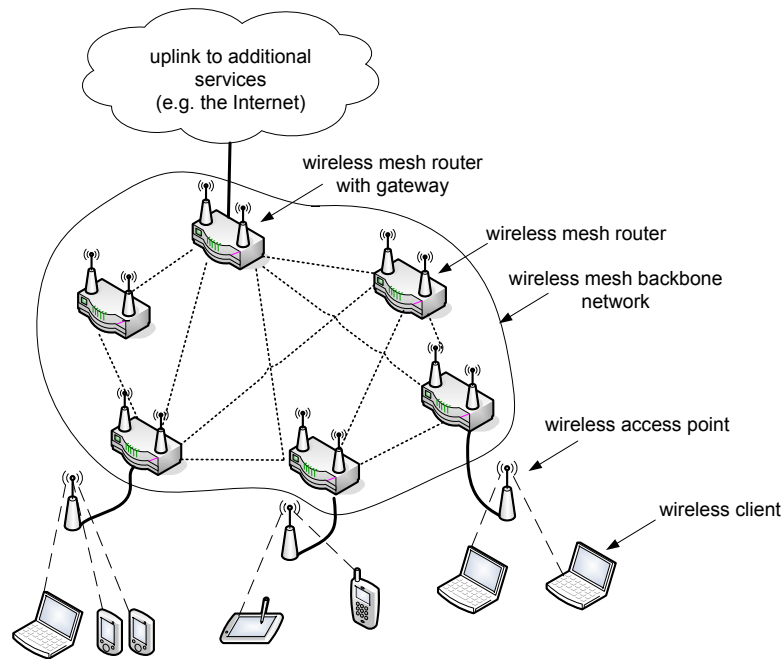 uplink to additional
services
(e.g. the Internet)
wireless mesh router
with gateway
wireless mesh router
wireless mesh backbone
network
wireless access point
wireless client